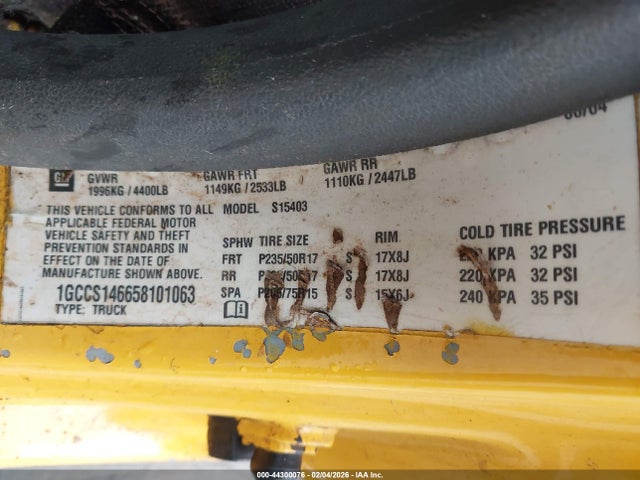 GM GVWR GAWR FRT GAWR RR
1996KG / 4400LB 1149KG / 2533LB 1110KG / 2447LB
THIS VEHICLE CONFORMS TO ALL MODEL S15403
APPLICABLE FEDERAL MOTOR
VEHICLE SAFETY AND THEFT
PREVENTION STANDARDS IN
EFFECT ON THE DATE OF
MANUFACTURE SHOWN ABOVE.
1GCCS146658101063
TYPE: TRUCK
COLD TIRE PRESSURE
SPHW TIRE SIZE RIM
FRT P235/50R17 S 17X8J KPA 32 PSI
RR 17X8J 220 KPA 32 PSI
SPA S 15X6J 240 KPA 35 PSI
000-44300076 - 02/04/2026 - IAA Inc.